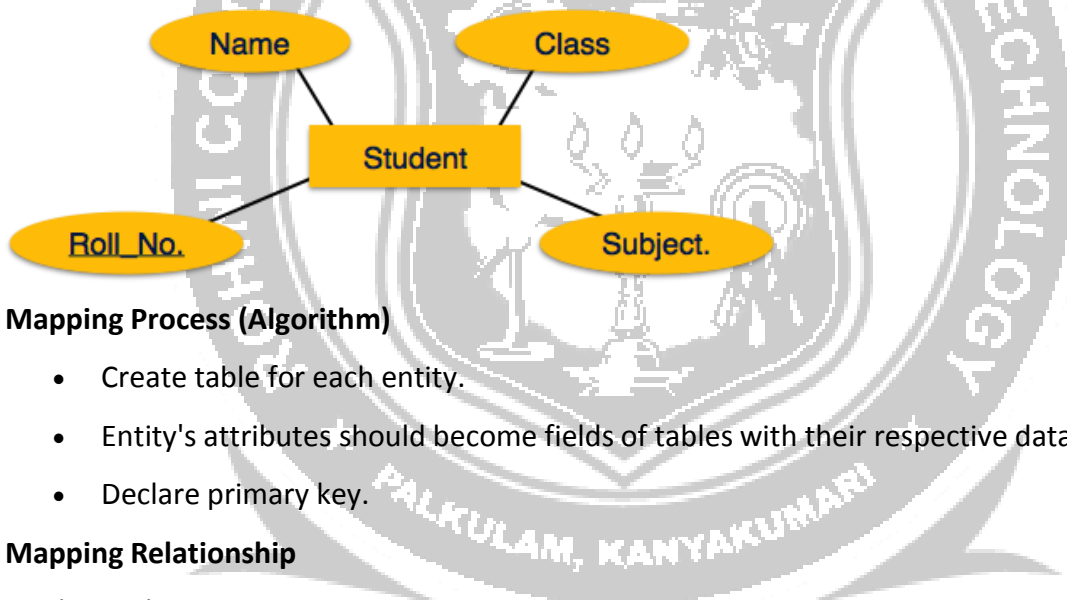 Name
Class
Student
Roll_No.
Subject.
Mapping Process (Algorithm)
• Create table for each entity.
• Entity's attributes should become fields of tables with their respective data
• Declare primary key.
Mapping Relationship
PALKULAM, KANYAKUMARI